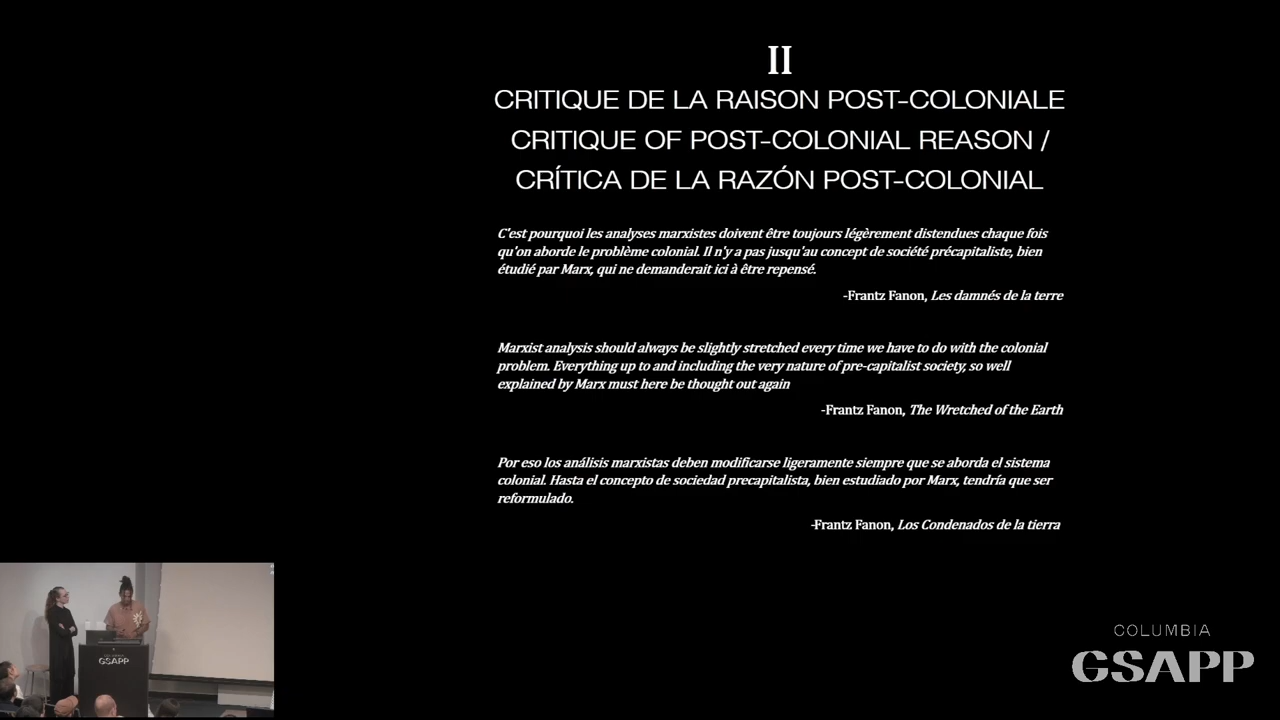 II
CRITIQUE DE LA RAISON POST-COLONIALE
CRITIQUE OF POST-COLONIAL REASON /
CRÍTICA DE LA RAZÓN POST-COLONIAL
C'est pourquoi les analyses marxistes doivent être toujours légèrement distendues chaque fois
qu'on aborde le problème colonial. Il n'y a pas jusqu'au concept de société précapitaliste, bien
étudié par Marx, qui ne demanderait ici à être repensé.
-Frantz Fanon, Les damnés de la terre
Marxist analysis should always be slightly stretched every time we have to do with the colonial
problem. Everything up to and including the very nature of pre-capitalist society, so well
explained by Marx must here be thought out again
-Frantz Fanon, The Wretched of the Earth
Por eso los análisis marxistas deben modificarse ligeramente siempre que se aborda el sistema
colonial. Hasta el concepto de sociedad precapitalista, bien estudiado por Marx, tendría que ser
reformulado.
-Frantz Fanon, Los Condenados de la tierra
GSAPP
COLUMBIA
GSAPP